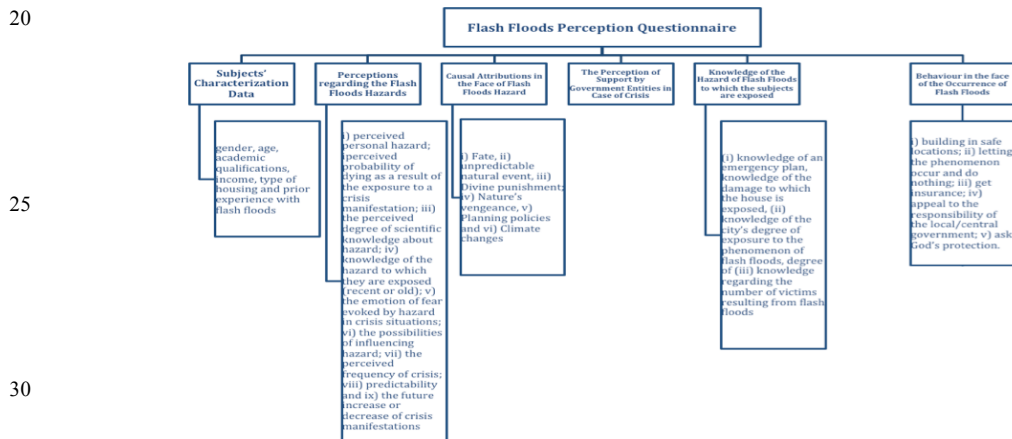 20
Flash Floods Perception Questionnaire
Subjects'
Characterization
Data
gender, age,
academic
qualifications,
income, type of
housing and prior
experience with
flash floods
Perceptions
regarding the Flash
Floods Hazards
i) perceived
personal hazard;
iperceived
probability of
dying as a result of
the exposure to a
crisis
manifestation; iii)
the perceived
degree of scientific
knowledge about
hazard; iv)
knowledge of the
hazard to which
they are exposed
(recent or old); v)
the emotion of fear
evoked by hazard
in crisis situations;
vi) the possibilities
of influencing
hazard; vii) the
perceived
frequency of crisis;
viii) predictability
and ix) the future
increase or
decrease of crisis
manifestations
Causal Attributions in
the Face of Flash
Floods Hazard
i) Fate, ii)
unpredictable
natural event, iii)
Divine punishment;
iv) Nature's
vengeance, v)
Planning policies
and vi) Climate
changes
The Perception of
Support by
Government Entities in
Case of Crisis
Knowledge of the
Hazard of Flash Floods
to which the subjects
are exposed
(i) knowledge of an
emergency plan,
knowledge of the
damage to which
the house is
exposed, (ii)
knowledge of the
city's degree of
exposure to the
phenomenon of
flash floods, degree
of (iii) knowledge
regarding the
number of victims
resulting from flash
floods
Behaviour in the face
of the Occurrence of
Flash Floods
i) building in safe
locations; ii) letting
the phenomenon
occur and do
nothing; iii) get
insurance; iv)
appeal to the
responsibility of
the local/central
government; v) ask
God's protection.
25
30